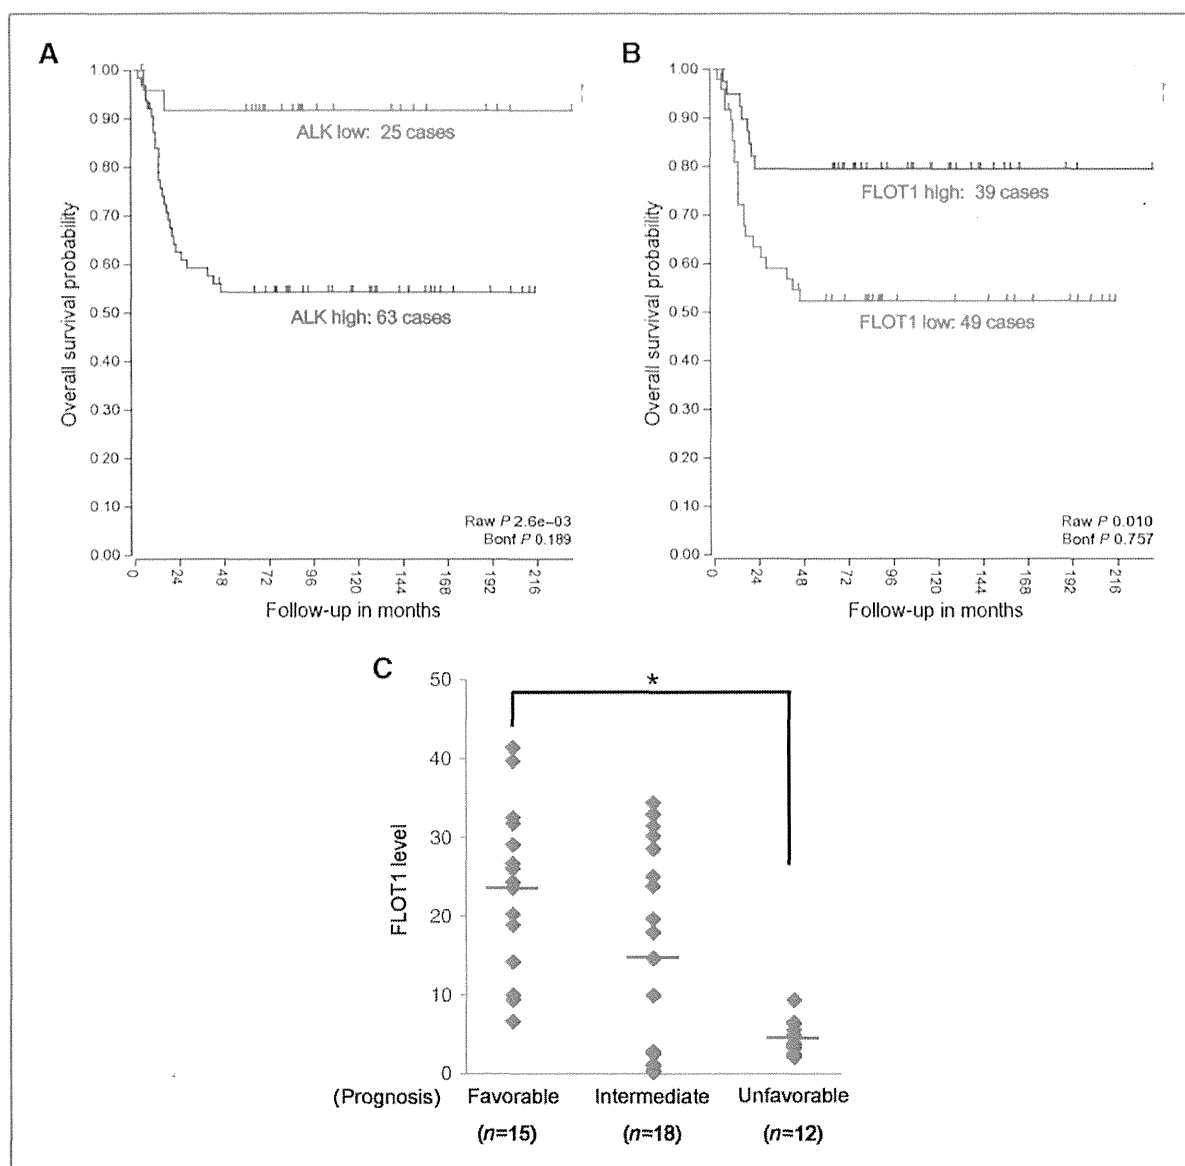 A
1.00
0.90
0.80
0.70
0.60
0.50
0.40
0.30
0.20
0.10
0.00
Overall survival probability
ALK low: 25 cases
ALK high: 63 cases
Raw P 2.6e–03
Bonf P 0.189
0 24 48 72 96 120 144 168 192 216
Follow-up in months
B
1.00
0.90
0.80
0.70
0.60
0.50
0.40
0.30
0.20
0.10
0.00
Overall survival probability
FLOT1 high: 39 cases
FLOT1 low: 49 cases
Raw P 0.010
Bonf P 0.757
0 24 48 72 96 120 144 168 192 216
Follow-up in months
C
50
40
30
20
10
0
FLOT1 level
*
(Prognosis) Favorable Intermediate Unfavorable
(n=15) (n=18) (n=12)